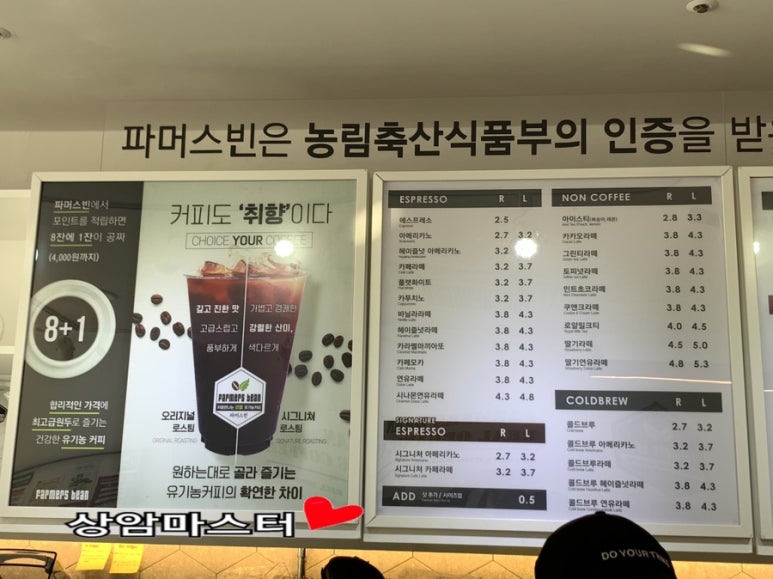 파머스빈은 농림축산식품부의 인증을 받
파머스빈에서
포인트를 적립하면
8잔에 1잔이 공짜
(4,000원까지)
8+1
합리적인 가격에
최고급원두로 즐기는
건강한 유기농 커피
farmers bean
커피도 '취향'이다
CHOICE YOUR COFFEE
깊고 진한 맛
고급스럽고
풍부하게
가볍고 경쾌한
강렬한 산미,
색다르게
farmers bean
파머스빈
오리지널
로스팅
ORIGINAL ROASTING
시그니쳐
로스팅
SIGNATURE ROASTING
원하는대로 골라 즐기는
유기농커피의 확연한 차이
ESPRESSO R L
에스프레소 2.5
아메리카노 2.7 3.2
헤이즐넛 아메리카노 3.2
카페라떼 3.2 3.7
플랫화이트 3.2 3.7
카푸치노 3.2 3.7
바닐라라떼 3.8 4.3
헤이즐넛라떼 3.8 4.3
카라멜마끼아또 3.8 4.3
카페모카 3.8 4.3
연유라떼 3.8 4.3
시나몬연유라떼 4.3 4.8
SIGNATURE
ESPRESSO R L
시그니쳐 아메리카노 2.7 3.2
시그니쳐 카페라떼 3.2 3.7
ADD 샷 추가 / 사이즈업 0.5
NON COFFEE R L
아이스티(복숭아,레몬) 2.8 3.3
카카오라떼 3.8 4.3
그린티라떼 3.8 4.3
토피넛라떼 3.8 4.3
민트초코라떼 3.8 4.3
쿠앤크라떼 3.8 4.3
로얄밀크티 4.0 4.5
딸기라떼 4.5 5.0
딸기연유라떼 4.8 5.3
COLDBREW R L
콜드브루 2.7 3.2
콜드브루 아메리카노 3.2 3.7
콜드브루라떼 3.2 3.7
콜드브루 헤이즐넛라떼 3.8 4.3
콜드브루 연유라떼 3.8 4.3
상암마스터
DO YOUR